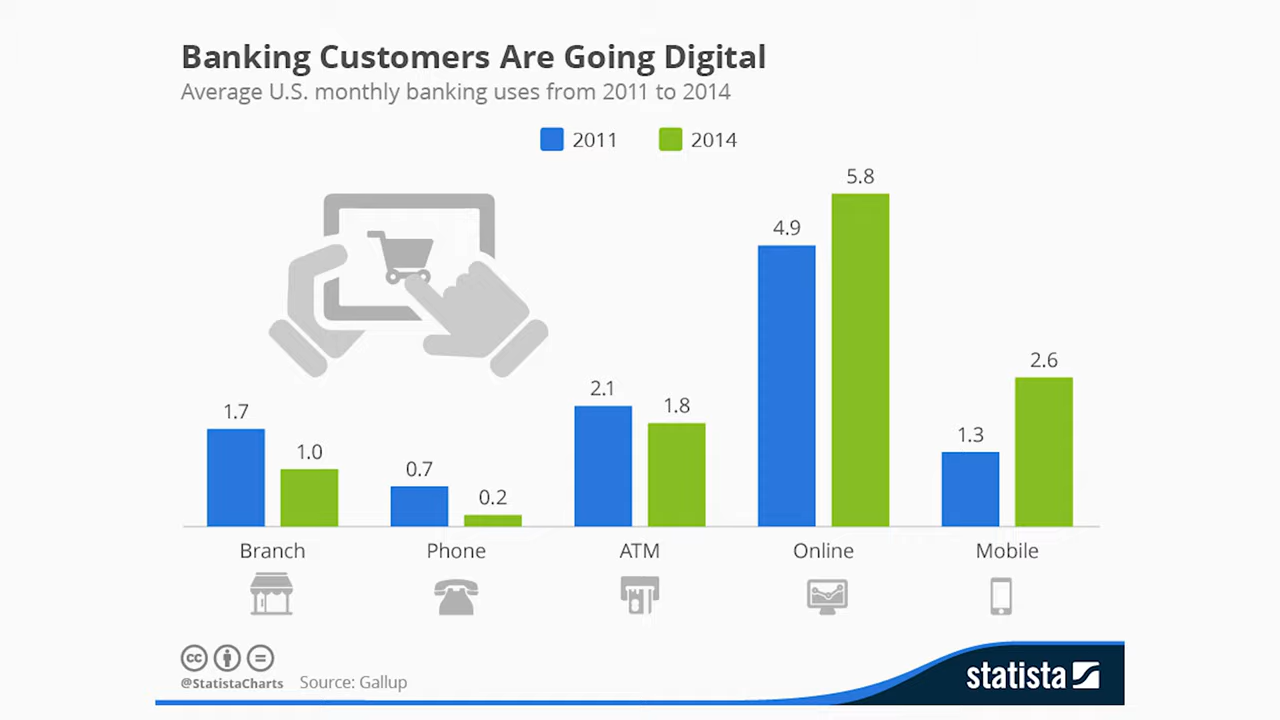 Banking Customers Are Going Digital
Average U.S. monthly banking uses from 2011 to 2014
2011 2014
5.8
4.9
2.6
2.1
1.8
1.7
1.3
1.0
0.7
0.2
Branch Phone ATM Online Mobile
cc
@StatistaCharts Source: Gallup
statista